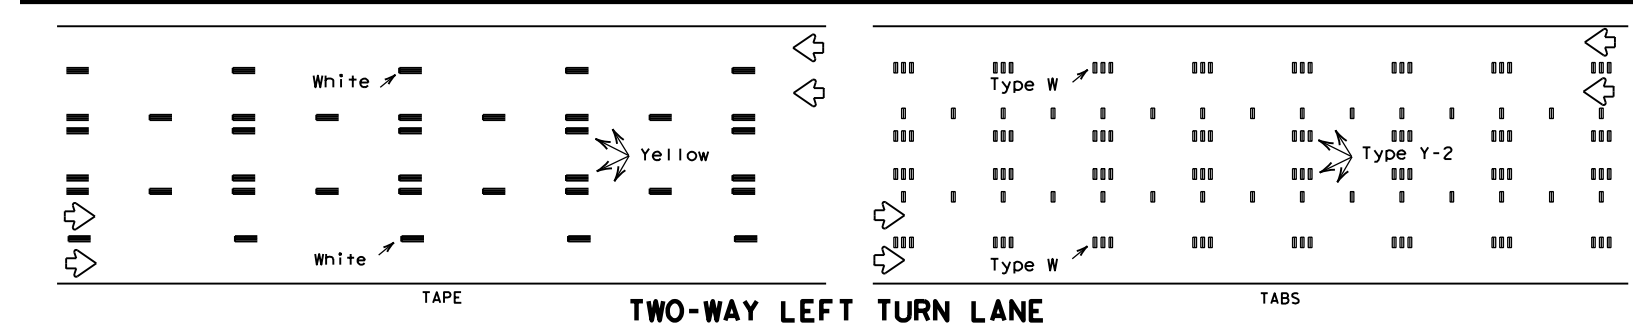 White
Type W
Yellow
Type Y-2
White
Type W
TAPE
TABS
TWO-WAY LEFT TURN LANE